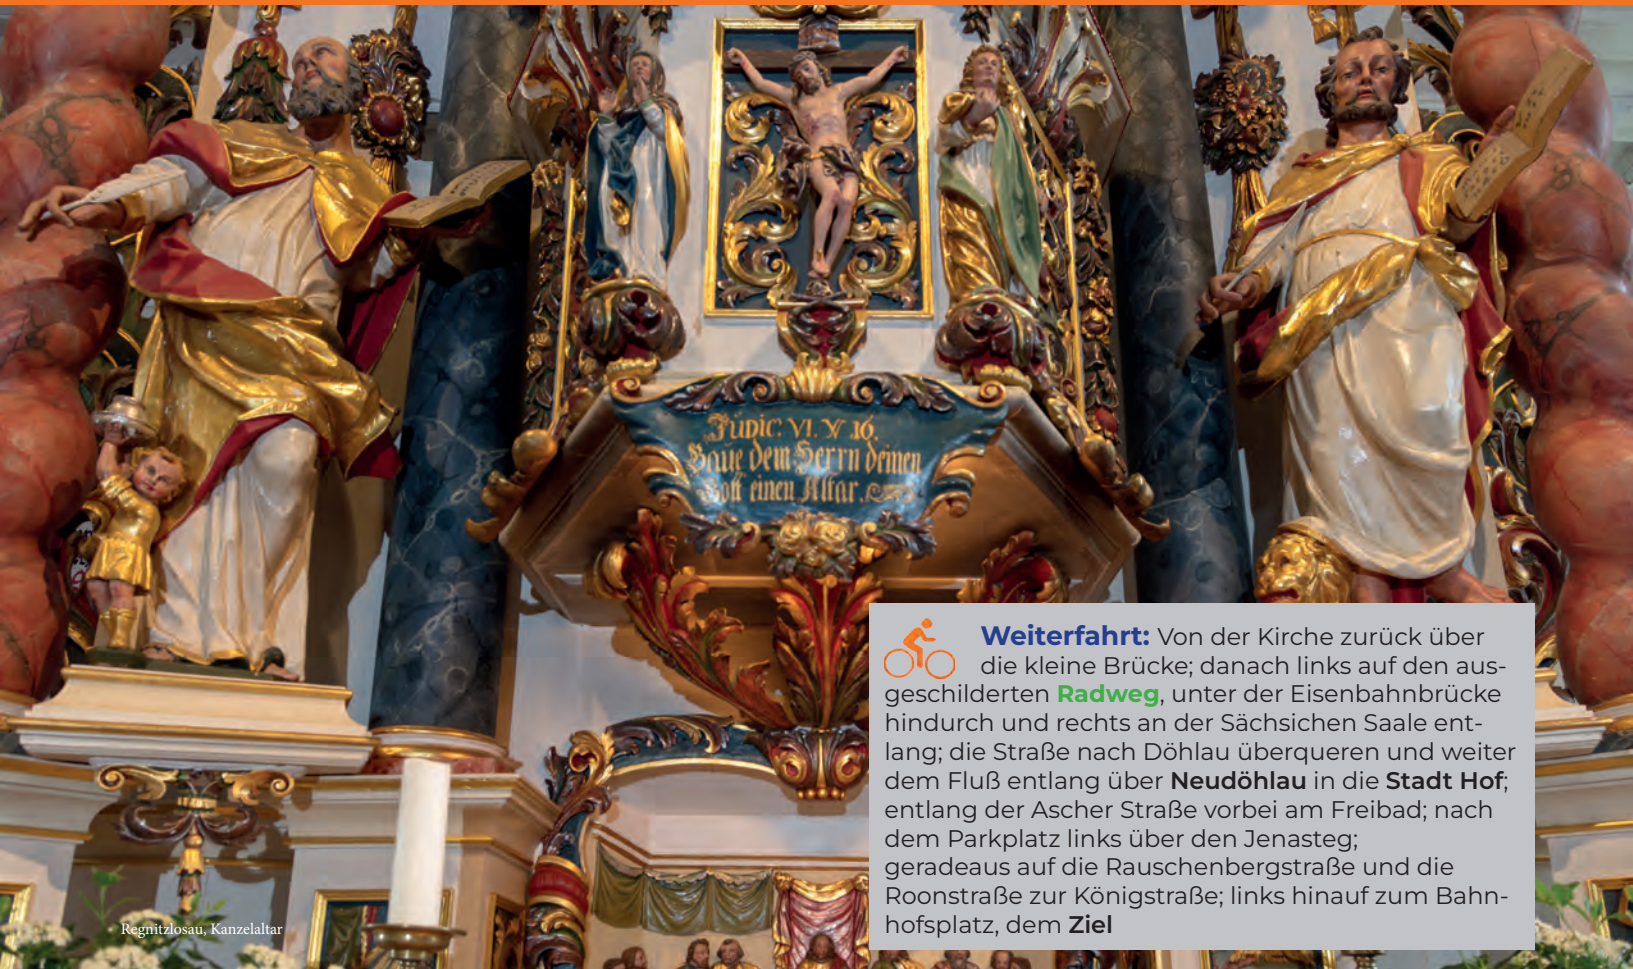 Júdic: VI. V 16.
Baue dem Herrn deinen
Gott einen Altar.
Weiterfahrt: Von der Kirche zurück über
die kleine Brücke; danach links auf den aus-
geschilderten Radweg, unter der Eisenbahnbrücke
hindurch und rechts an der Sächsichen Saale ent-
lang; die Straße nach Döhlau überqueren und weiter
dem Fluß entlang über Neudöhlau in die Stadt Hof;
entlang der Ascher Straße vorbei am Freibad; nach
dem Parkplatz links über den Jenasteg;
geradeaus auf die Rauschenbergstraße und die
Roonstraße zur Königstraße; links hinauf zum Bahn-
hofsplatz, dem Ziel
Regnitzlosau, Kanzelaltar